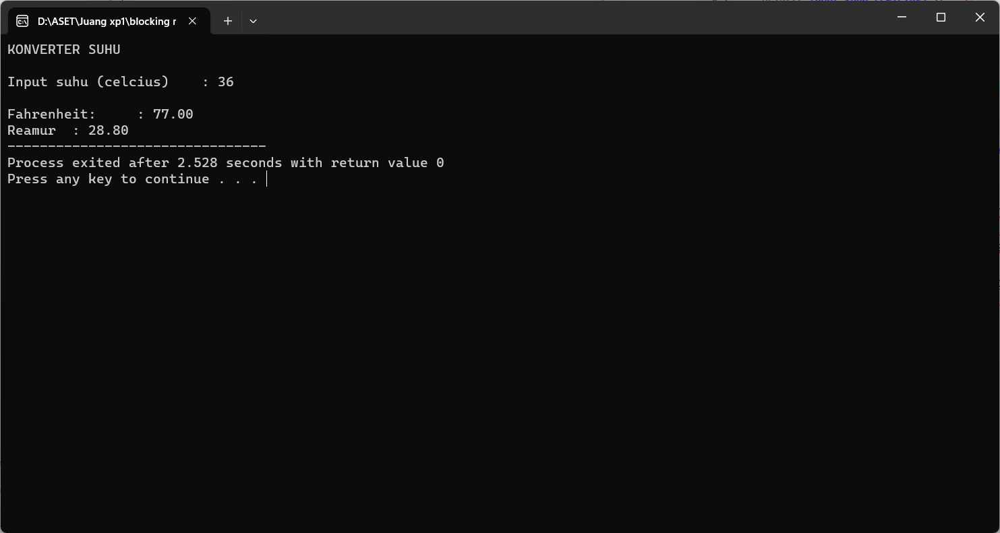 D:\ASET\Juang xp1\blocking r
KONVERTER SUHU
Input suhu (celcius)    : 36
Fahrenheit:     : 77.00
Reamur  : 28.80
--------------------------------
Process exited after 2.528 seconds with return value 0
Press any key to continue . . .